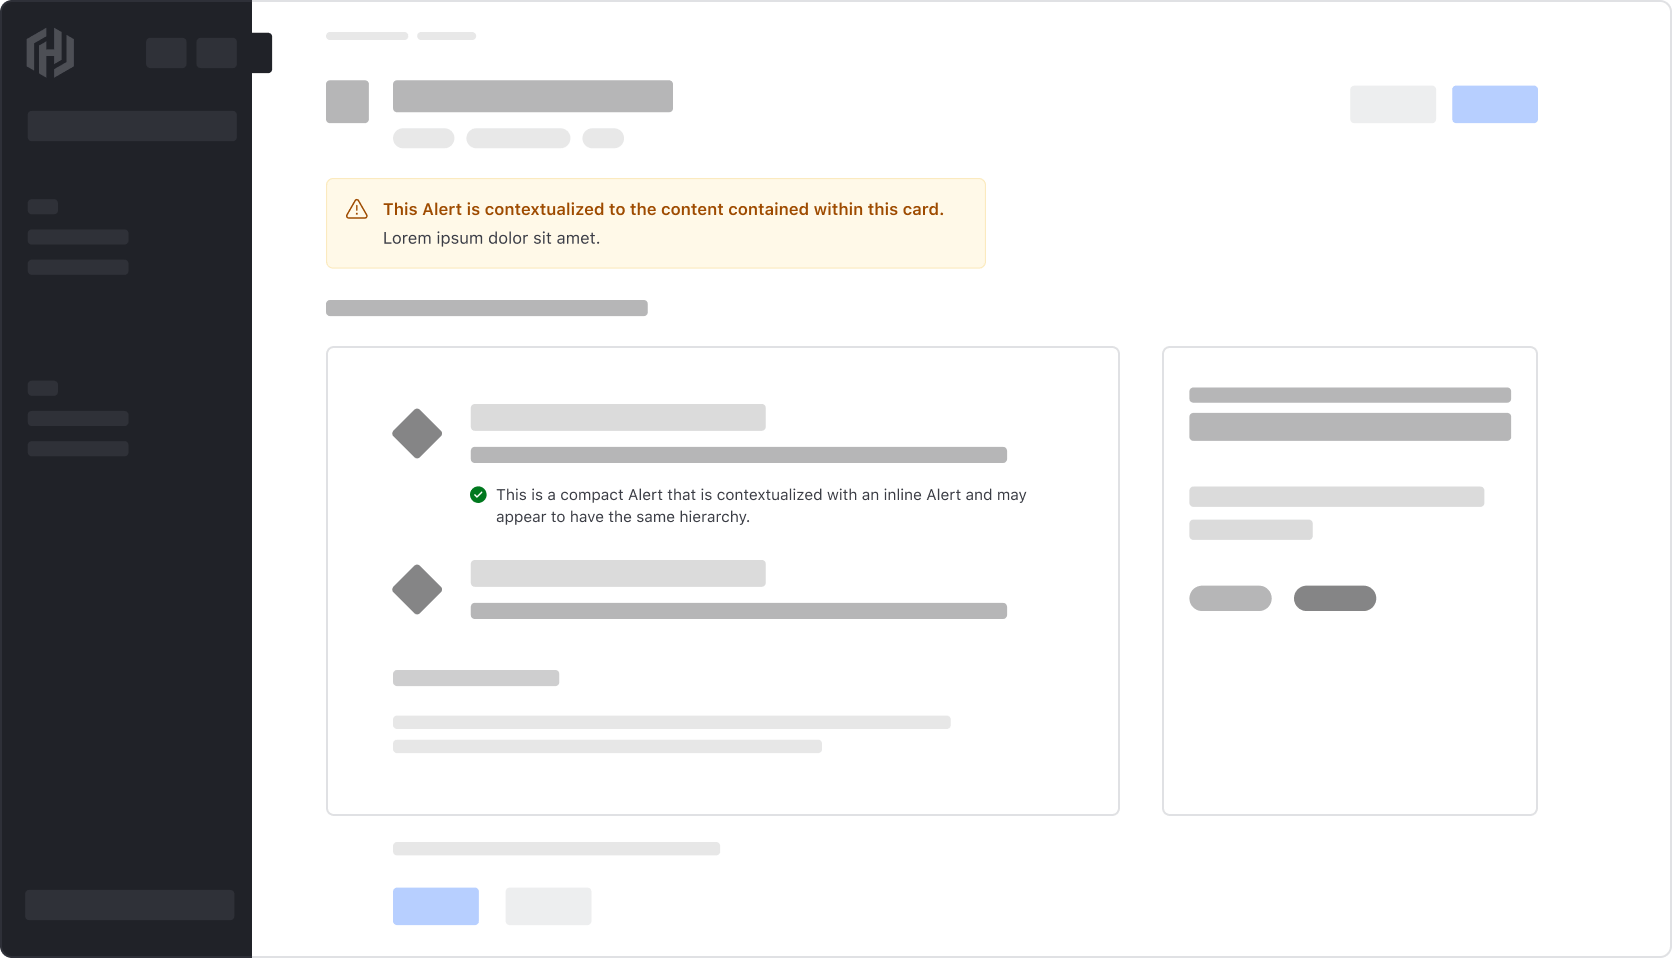 This Alert is contextualized to the content contained within this card.
Lorem ipsum dolor sit amet.
This is a compact Alert that is contextualized with an inline Alert and may
appear to have the same hierarchy.